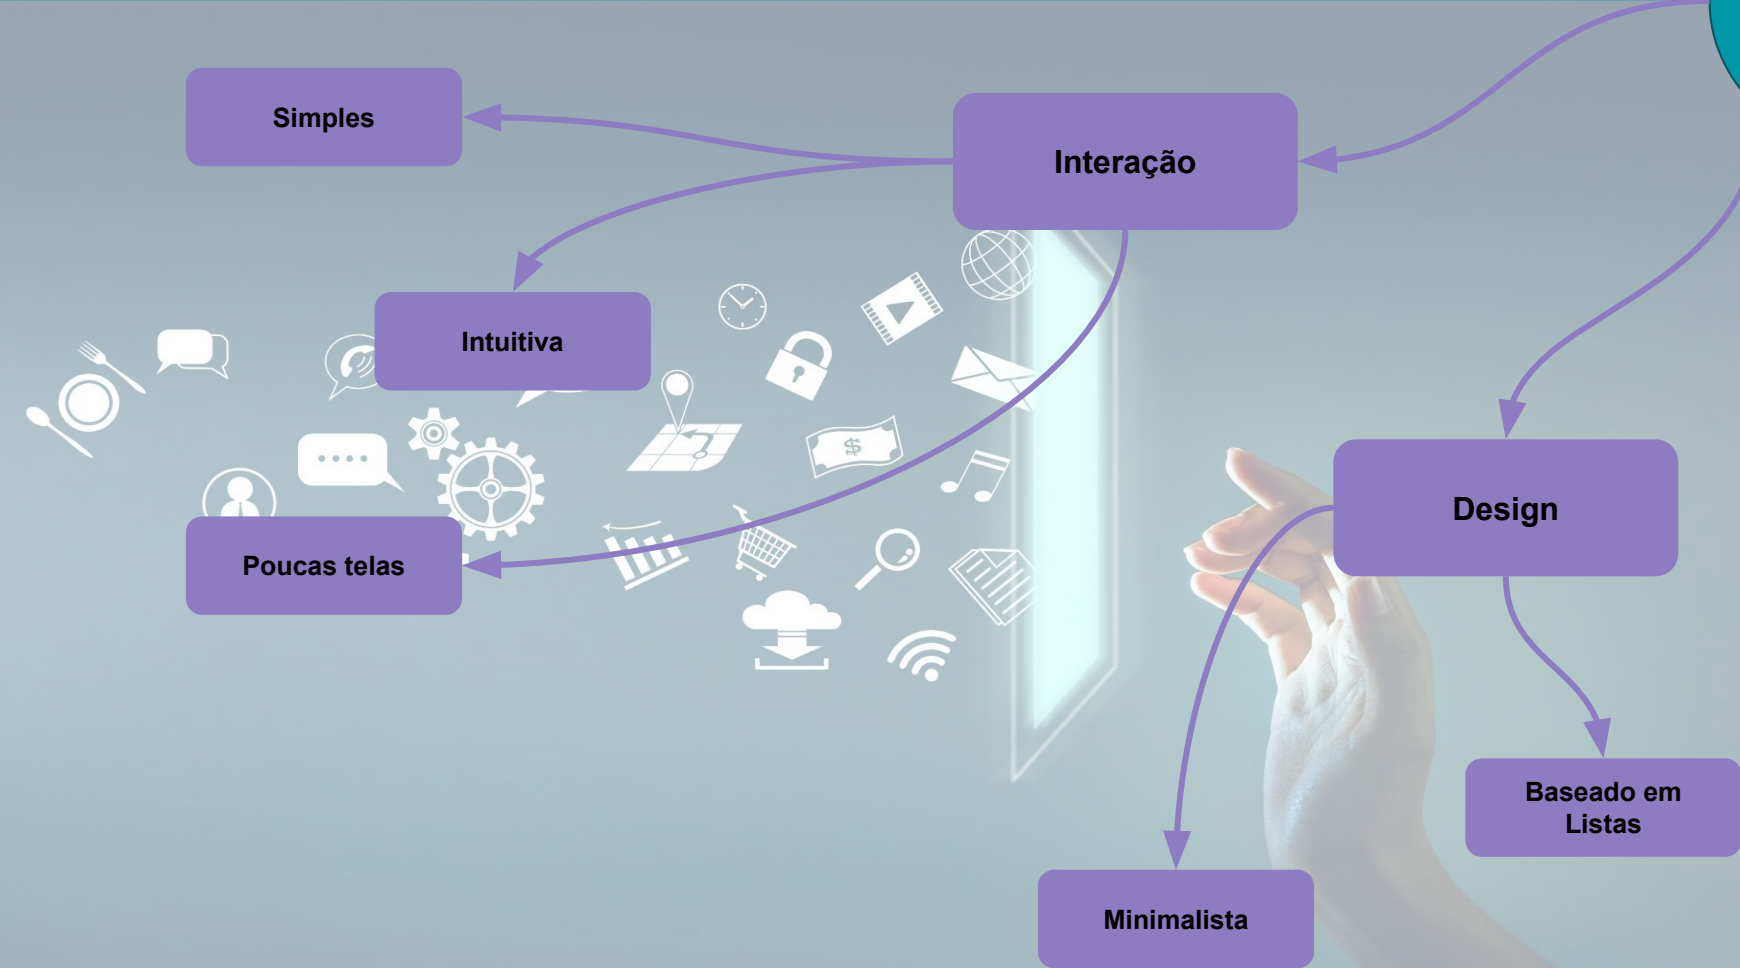 Simples
Interação
Intuitiva
$
Design
Poucas telas
Baseado em
Listas
Minimalista